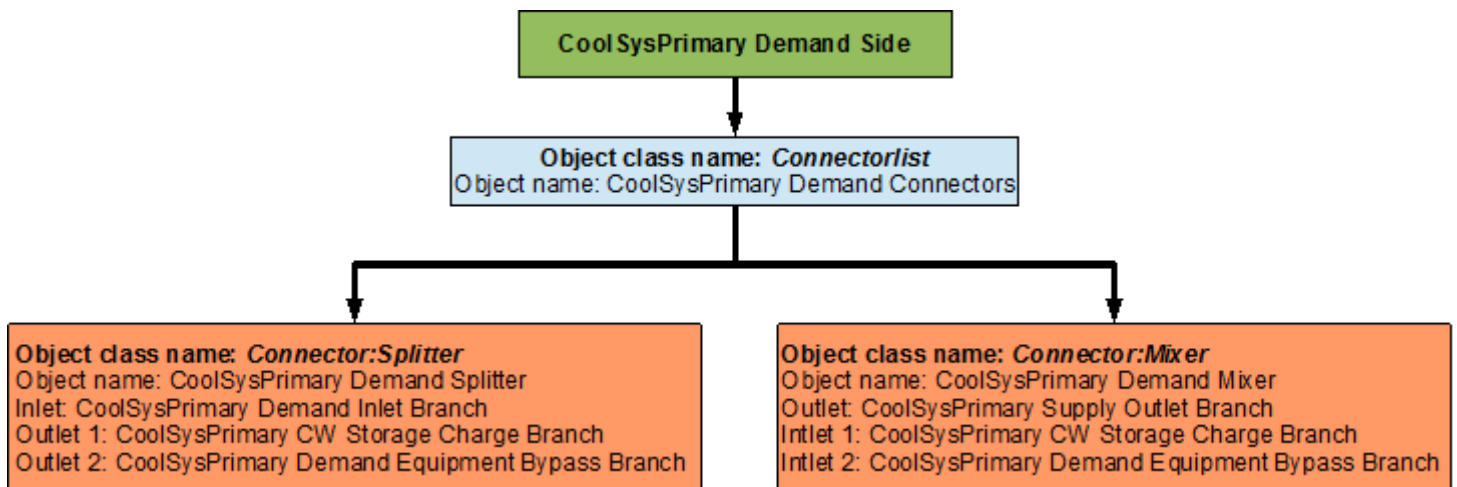 CoolSysPrimary Demand Side
Object class name: Connectorlist
Object name: CoolSysPrimary Demand Connectors
Object class name: Connector:Splitter
Object name: CoolSysPrimary Demand Splitter
Inlet: CoolSysPrimary Demand Inlet Branch
Outlet 1: CoolSysPrimary CW Storage Charge Branch
Outlet 2: CoolSysPrimary Demand Equipment Bypass Branch
Object class name: Connector:Mixer
Object name: CoolSysPrimary Demand Mixer
Outlet: CoolSysPrimary Supply Outlet Branch
Intlet 1: CoolSysPrimary CW Storage Charge Branch
Intlet 2: CoolSysPrimary Demand Equipment Bypass Branch